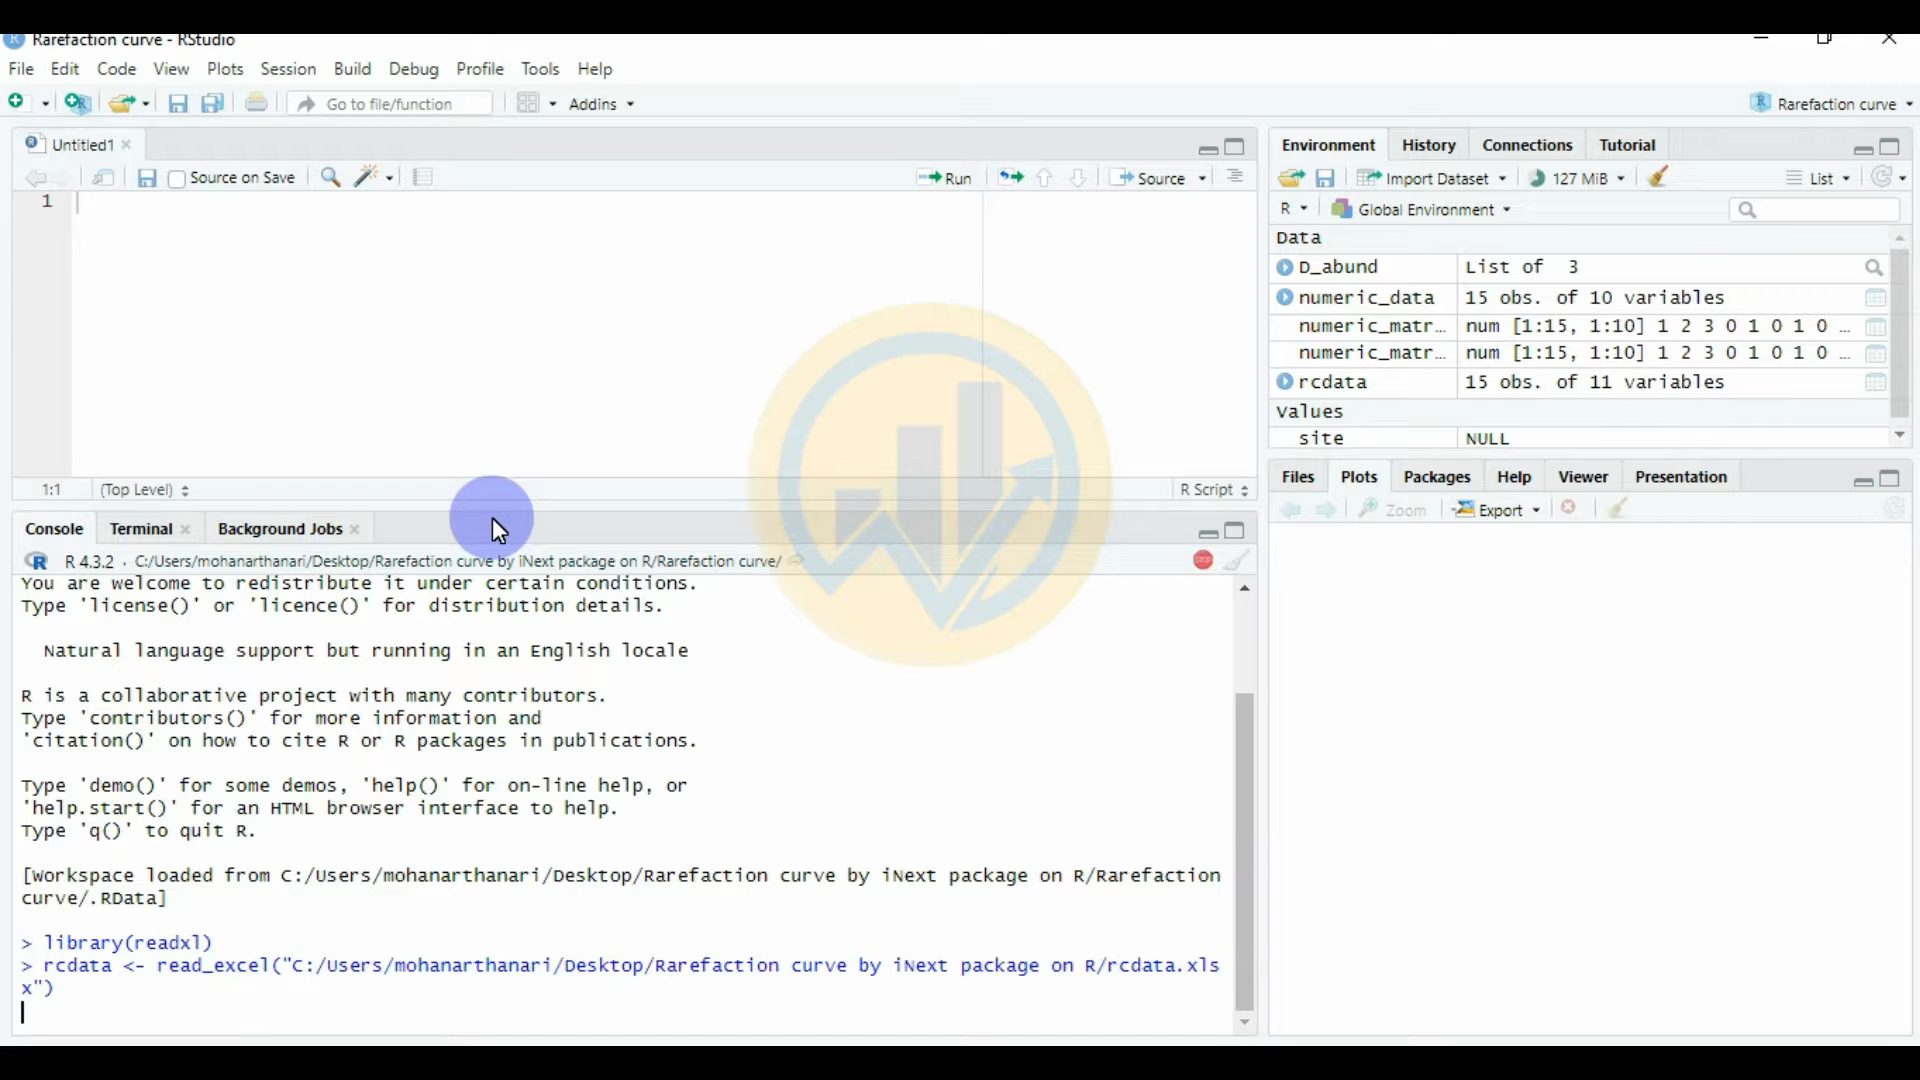 Rarefaction curve - RStudio
File Edit Code View Plots Session Build Debug Profile Tools Help
Go to file/function Addins Rarefaction curve
Untitled1
Source on Save Run Source
1
1:1 (Top Level) R Script
Console Terminal Background Jobs
R 4.3.2 · C:/Users/mohanarthanari/Desktop/Rarefaction curve by iNext package on R/Rarefaction curve/
You are welcome to redistribute it under certain conditions.
Type 'license()' or 'licence()' for distribution details.
Natural language support but running in an English locale
R is a collaborative project with many contributors.
Type 'contributors()' for more information and
'citation()' on how to cite R or R packages in publications.
Type 'demo()' for some demos, 'help()' for on-line help, or
'help.start()' for an HTML browser interface to help.
Type 'q()' to quit R.
[Workspace loaded from C:/Users/mohanarthanari/Desktop/Rarefaction curve by iNext package on R/Rarefaction
curve/.RData]
> library(readxl)
> rcdata <- read_excel("C:/Users/mohanarthanari/Desktop/Rarefaction curve by iNext package on R/rcdata.xls
x")
Environment History Connections Tutorial
Import Dataset 127 MiB List
R Global Environment
Data
D_abund List of 3
numeric_data 15 obs. of 10 variables
numeric_matr... num [1:15, 1:10] 1 2 3 0 1 0 1 0 ...
numeric_matr... num [1:15, 1:10] 1 2 3 0 1 0 1 0 ...
rcdata 15 obs. of 11 variables
Values
site NULL
Files Plots Packages Help Viewer Presentation
Zoom Export